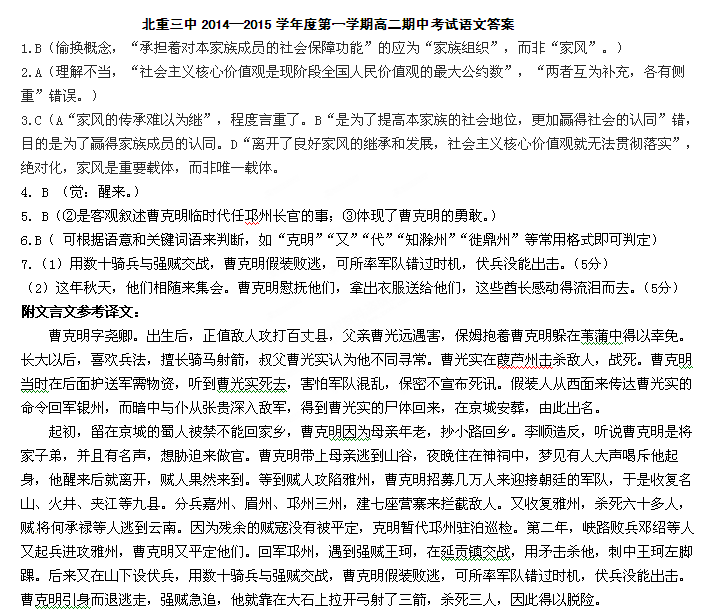 北重三中 2014—2015 学年度第一学期高二期中考试语文答案
1.B（偷换概念，“承担着对本家族成员的社会保障功能”的应为“家族组织”，而非“家风”。）
2.A（理解不当，“社会主义核心价值观是现阶段全国人民价值观的最大公约数”，“两者互为补充，各有侧
重”错误。）
3.C（A“家风的传承难以为继”，程度言重了。B“是为了提高本家族的社会地位，更加赢得社会的认同”错，
目的是为了赢得家族成员的认同。D“离开了良好家风的继承和发展，社会主义核心价值观就无法贯彻落实”，
绝对化，家风是重要载体，而非唯一载体。
4. B （觉：醒来。）
5. B（②是客观叙述曹克明临时代任邛州长官的事；③体现了曹克明的勇敢。）
6.B（ 可根据语意和关键词语来判断，如“克明”“又”“代”“知滁州”“徙鼎州”等常用格式即可判定）
7.（1）用数十骑兵与强贼交战，曹克明假装败逃，可所率军队错过时机，伏兵没能出击。（5分）
（2）这年秋天，他们相随来集会。曹克明慰抚他们，拿出衣服送给他们，这些酋长感动得流泪而去。（5分）
附文言文参考译文：
曹克明字尧卿。出生后，正值敌人攻打百丈县，父亲曹光远遇害，保姆抱着曹克明躲在苇蒲中得以幸免。
长大以后，喜欢兵法，擅长骑马射箭，叔父曹光实认为他不同寻常。曹光实在葭芦州击杀敌人，战死。曹克明
当时在后面护送军需物资，听到曹光实死去，害怕军队混乱，保密不宣布死讯。假装人从西面来传达曹光实的
命令回军银州，而暗中与仆从张贵深入敌军，得到曹光实的尸体回来，在京城安葬，由此出名。
起初，留在京城的蜀人被禁不能回家乡，曹克明因为母亲年老，抄小路回乡。李顺造反，听说曹克明是将
家子弟，并且有名声，想胁迫来做官。曹克明带上母亲逃到山谷，夜晚住在神祠中，梦见有人大声喝斥他起
身，他醒来后就离开，贼人果然来到。等到贼人攻陷雅州，曹克明招募几万人来迎接朝廷的军队，于是收复名
山、火井、夹江等九县。分兵嘉州、眉州、邛州三州，建七座营寨来拦截敌人。又收复雅州，杀死六十多人，
贼将何承禄等人逃到云南。因为残余的贼寇没有被平定，克明暂代邛州驻泊巡检。第二年，峡路败兵邓绍等人
又起兵进攻雅州，曹克明又平定他们。回军邛州，遇到强贼王珂，在延贡镇交战，用矛击杀他，刺中王珂左脚
踝。后来又在山下设伏兵，用数十骑兵与强贼交战，曹克明假装败逃，可所率军队错过时机，伏兵没能出击。
曹克明引身而退逃走，强贼急追，他就靠在大石上拉开弓射了三箭，杀死三人，因此得以脱险。